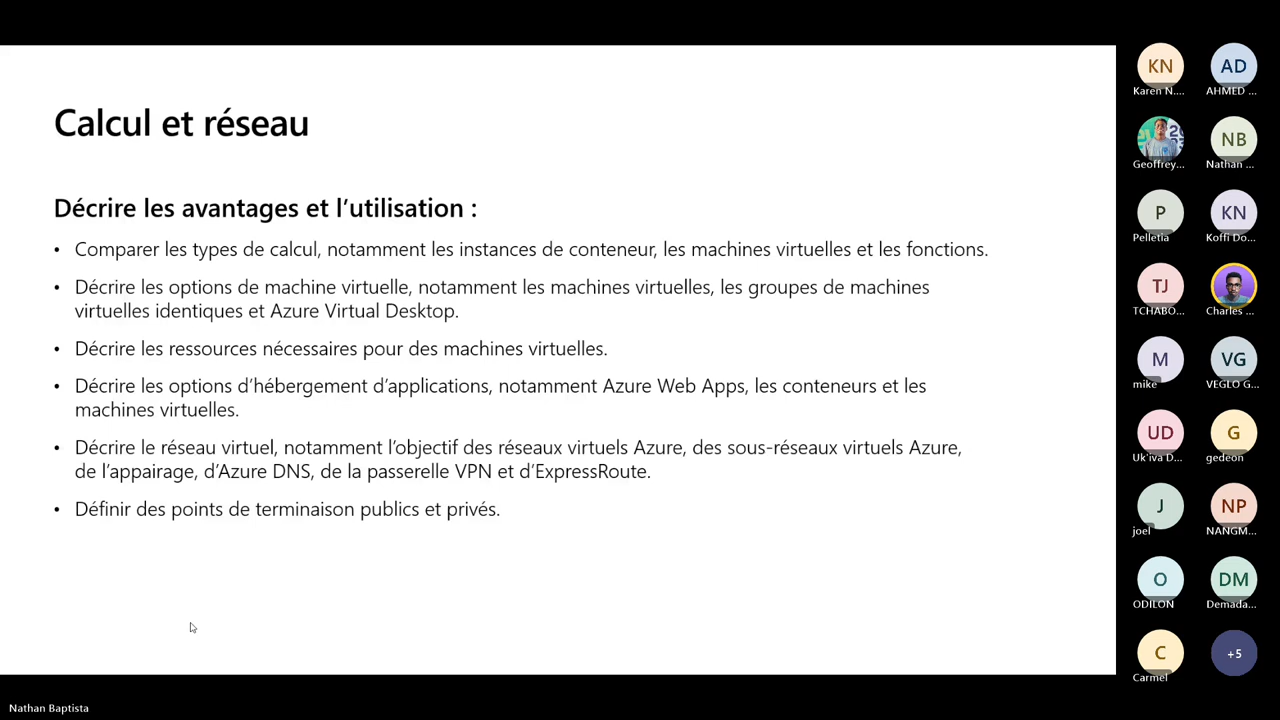 Calcul et réseau
Décrire les avantages et l’utilisation :
• Comparer les types de calcul, notamment les instances de conteneur, les machines virtuelles et les fonctions.
• Décrire les options de machine virtuelle, notamment les machines virtuelles, les groupes de machines
virtuelles identiques et Azure Virtual Desktop.
• Décrire les ressources nécessaires pour des machines virtuelles.
• Décrire les options d’hébergement d’applications, notamment Azure Web Apps, les conteneurs et les
machines virtuelles.
• Décrire le réseau virtuel, notamment l’objectif des réseaux virtuels Azure, des sous-réseaux virtuels Azure,
de l’appairage, d’Azure DNS, de la passerelle VPN et d’ExpressRoute.
• Définir des points de terminaison publics et privés.
KN
Karen N....
AD
AHMED ...
Geoffrey...
NB
Nathan ...
P
Pelletia
KN
Koffi Do...
TJ
TCHABO...
Charles ...
M
mike
VG
VEGLO G...
UD
Uk'iva D...
G
gedeon
J
joel
NP
NANGM...
O
ODILON
DM
Demada...
C
Carmel
+5
Nathan Baptista